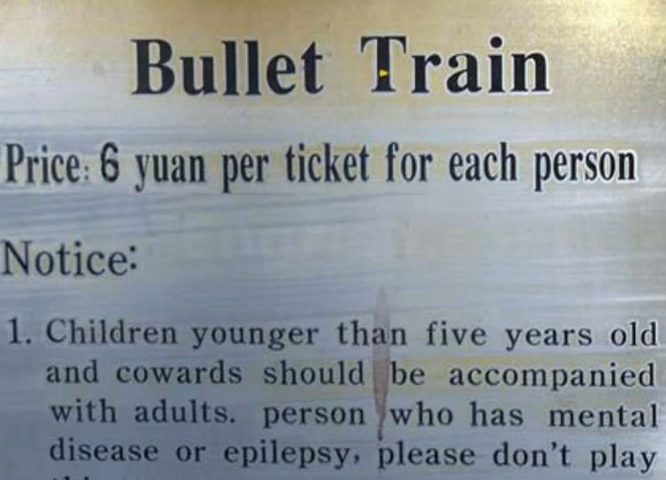 Bullet Train
Price: 6 yuan per ticket for each person
Notice:
1. Children younger than five years old
and cowards should be accompanied
with adults. person who has mental
disease or epilepsy, please don't play